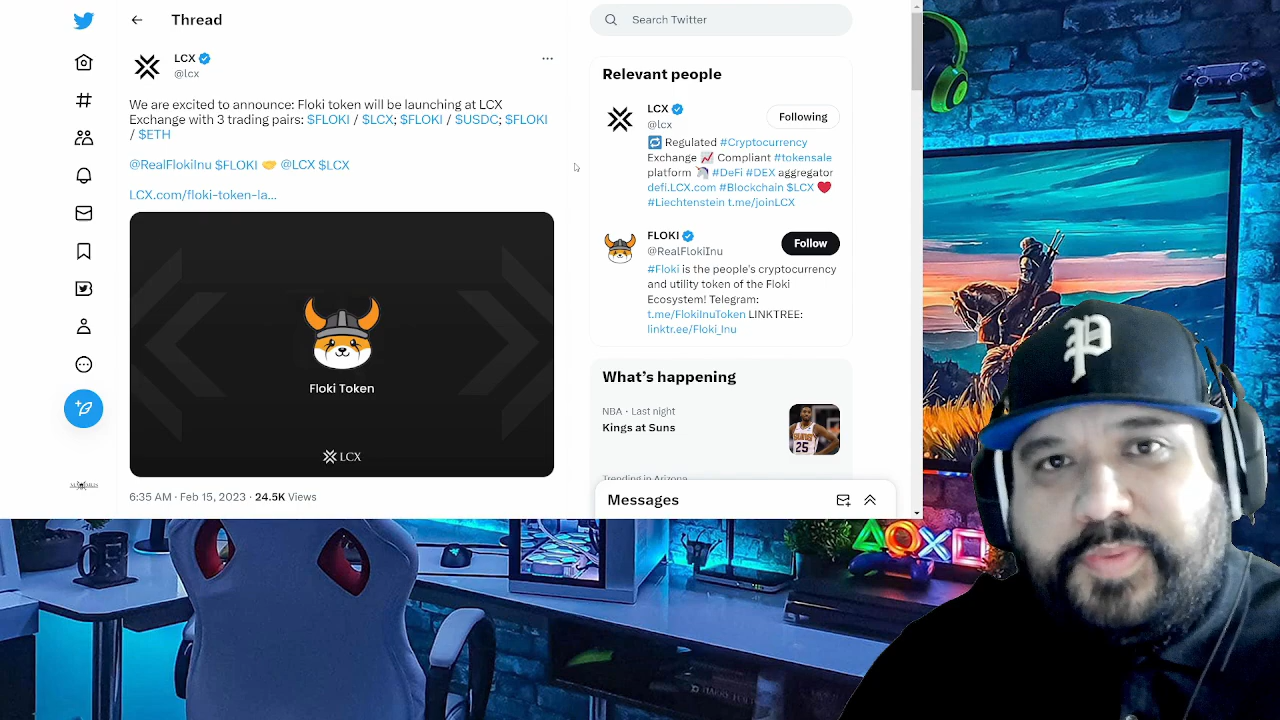 Thread
Search Twitter
LCX
@lcx
We are excited to announce: Floki token will be launching at LCX
Exchange with 3 trading pairs: $FLOKI / $LCX; $FLOKI / $USDC; $FLOKI
/ $ETH
@RealFlokiInu $FLOKI 🤝 @LCX $LCX
LCX.com/floki-token-la...
Floki Token
LCX
6:35 AM · Feb 15, 2023 · 24.5K Views
Relevant people
LCX
@lcx
Following
🔄 Regulated #Cryptocurrency
Exchange 📈 Compliant #tokensale
platform 🦄 #DeFi #DEX aggregator
defi.LCX.com #Blockchain $LCX ❤️
#Liechtenstein t.me/joinLCX
FLOKI
@RealFlokiInu
Follow
#Floki is the people's cryptocurrency
and utility token of the Floki
Ecosystem! Telegram:
t.me/FlokiInuToken LINKTREE:
linktr.ee/Floki_Inu
What's happening
NBA · Last night
Kings at Suns
Trending in Arizona
Messages
P